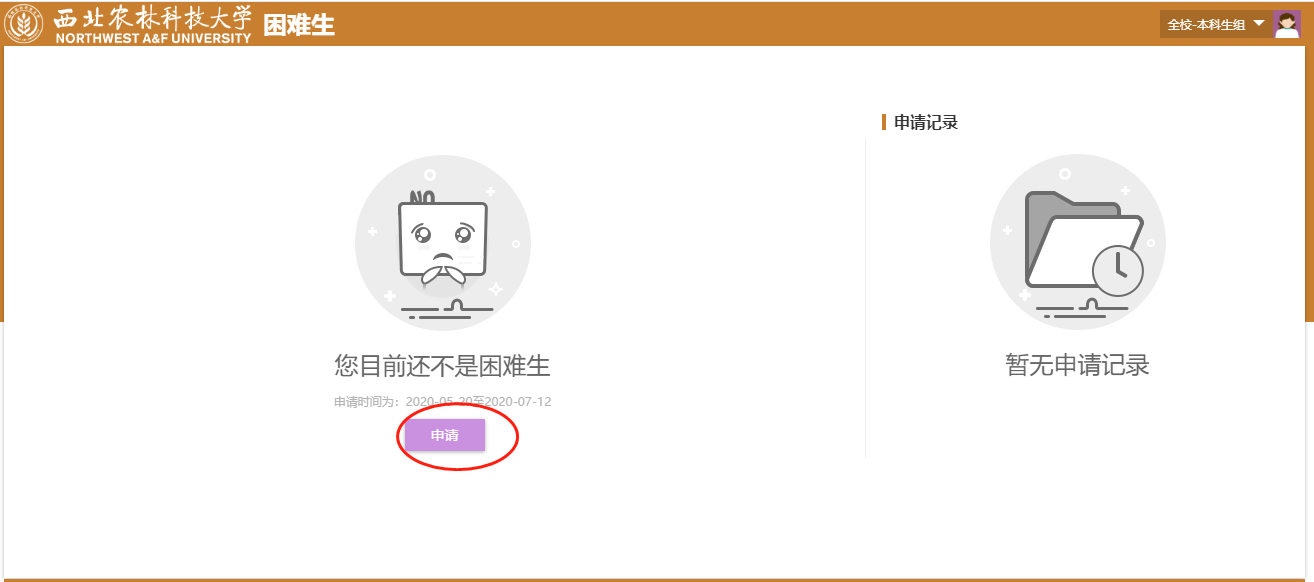 西北农林科技大学
NORTHWEST A&F UNIVERSITY
困难生
全校-本科生组
申请记录
NO
您目前还不是困难生
暂无申请记录
申请时间为：2020-05-20至2020-07-12
申请